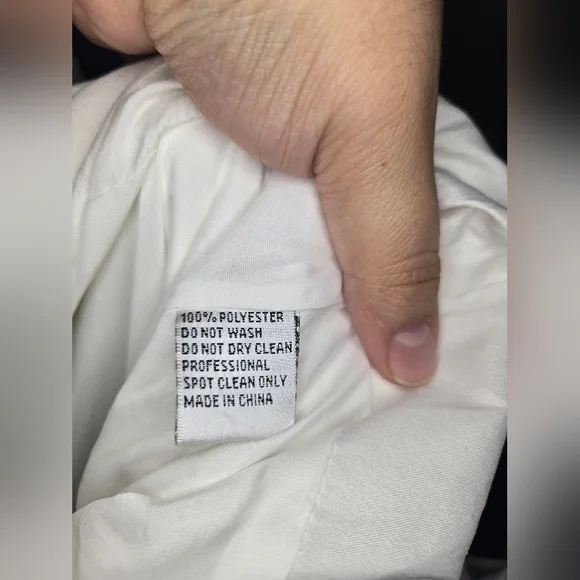 100% POLYESTER
DO NOT WASH
DO NOT DRY CLEAN
PROFESSIONAL
SPOT CLEAN ONLY
MADE IN CHINA